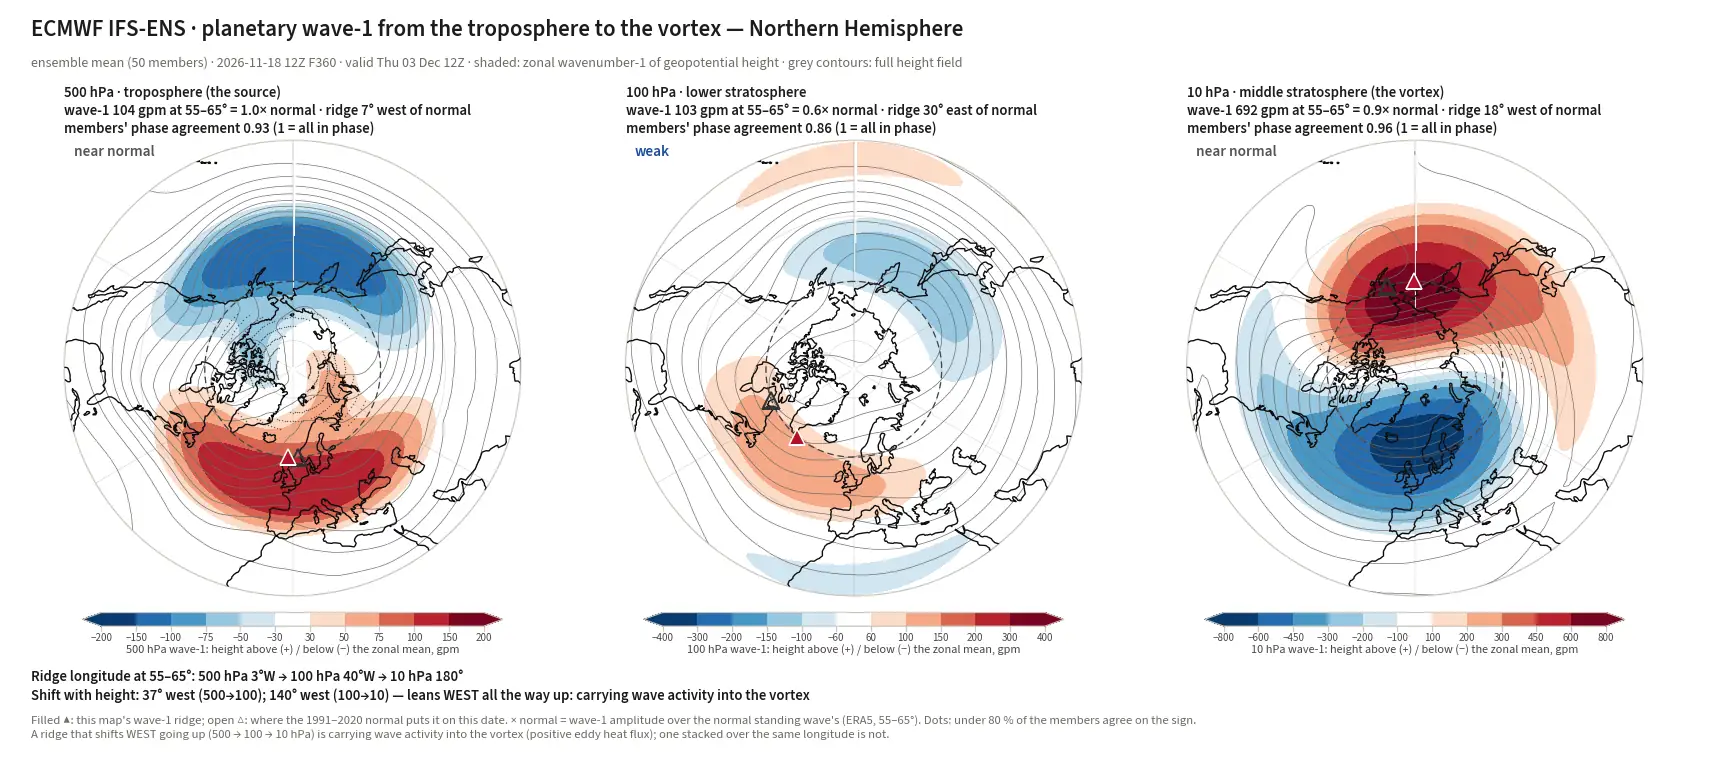 ECMWF IFS-ENS · planetary wave-1 from the troposphere to the vortex — Northern Hemisphere
ensemble mean (50 members) · 2026-11-18 12Z F360 · valid Thu 03 Dec 12Z · shaded: zonal wavenumber-1 of geopotential height · grey contours: full height field
500 hPa · troposphere (the source)
wave-1 104 gpm at 55–65° = 1.0× normal · ridge 7° west of normal
members' phase agreement 0.93 (1 = all in phase)
near normal
100 hPa · lower stratosphere
wave-1 103 gpm at 55–65° = 0.6× normal · ridge 30° east of normal
members' phase agreement 0.86 (1 = all in phase)
weak
10 hPa · middle stratosphere (the vortex)
wave-1 692 gpm at 55–65° = 0.9× normal · ridge 18° west of normal
members' phase agreement 0.96 (1 = all in phase)
near normal
−200 −150 −100 −75 −50 −30 30 50 75 100 150 200
500 hPa wave-1: height above (+) / below (−) the zonal mean, gpm
−400 −300 −200 −150 −100 −60 60 100 150 200 300 400
100 hPa wave-1: height above (+) / below (−) the zonal mean, gpm
−800 −600 −450 −300 −200 −100 100 200 300 450 600 800
10 hPa wave-1: height above (+) / below (−) the zonal mean, gpm
Ridge longitude at 55–65°: 500 hPa 3°W → 100 hPa 40°W → 10 hPa 180°
Shift with height: 37° west (500→100); 140° west (100→10) — leans WEST all the way up: carrying wave activity into the vortex
Filled ▲: this map's wave-1 ridge; open △: where the 1991–2020 normal puts it on this date. × normal = wave-1 amplitude over the normal standing wave's (ERA5, 55–65°). Dots: under 80 % of the members agree on the sign.
A ridge that shifts WEST going up (500 → 100 → 10 hPa) is carrying wave activity into the vortex (positive eddy heat flux); one stacked over the same longitude is not.